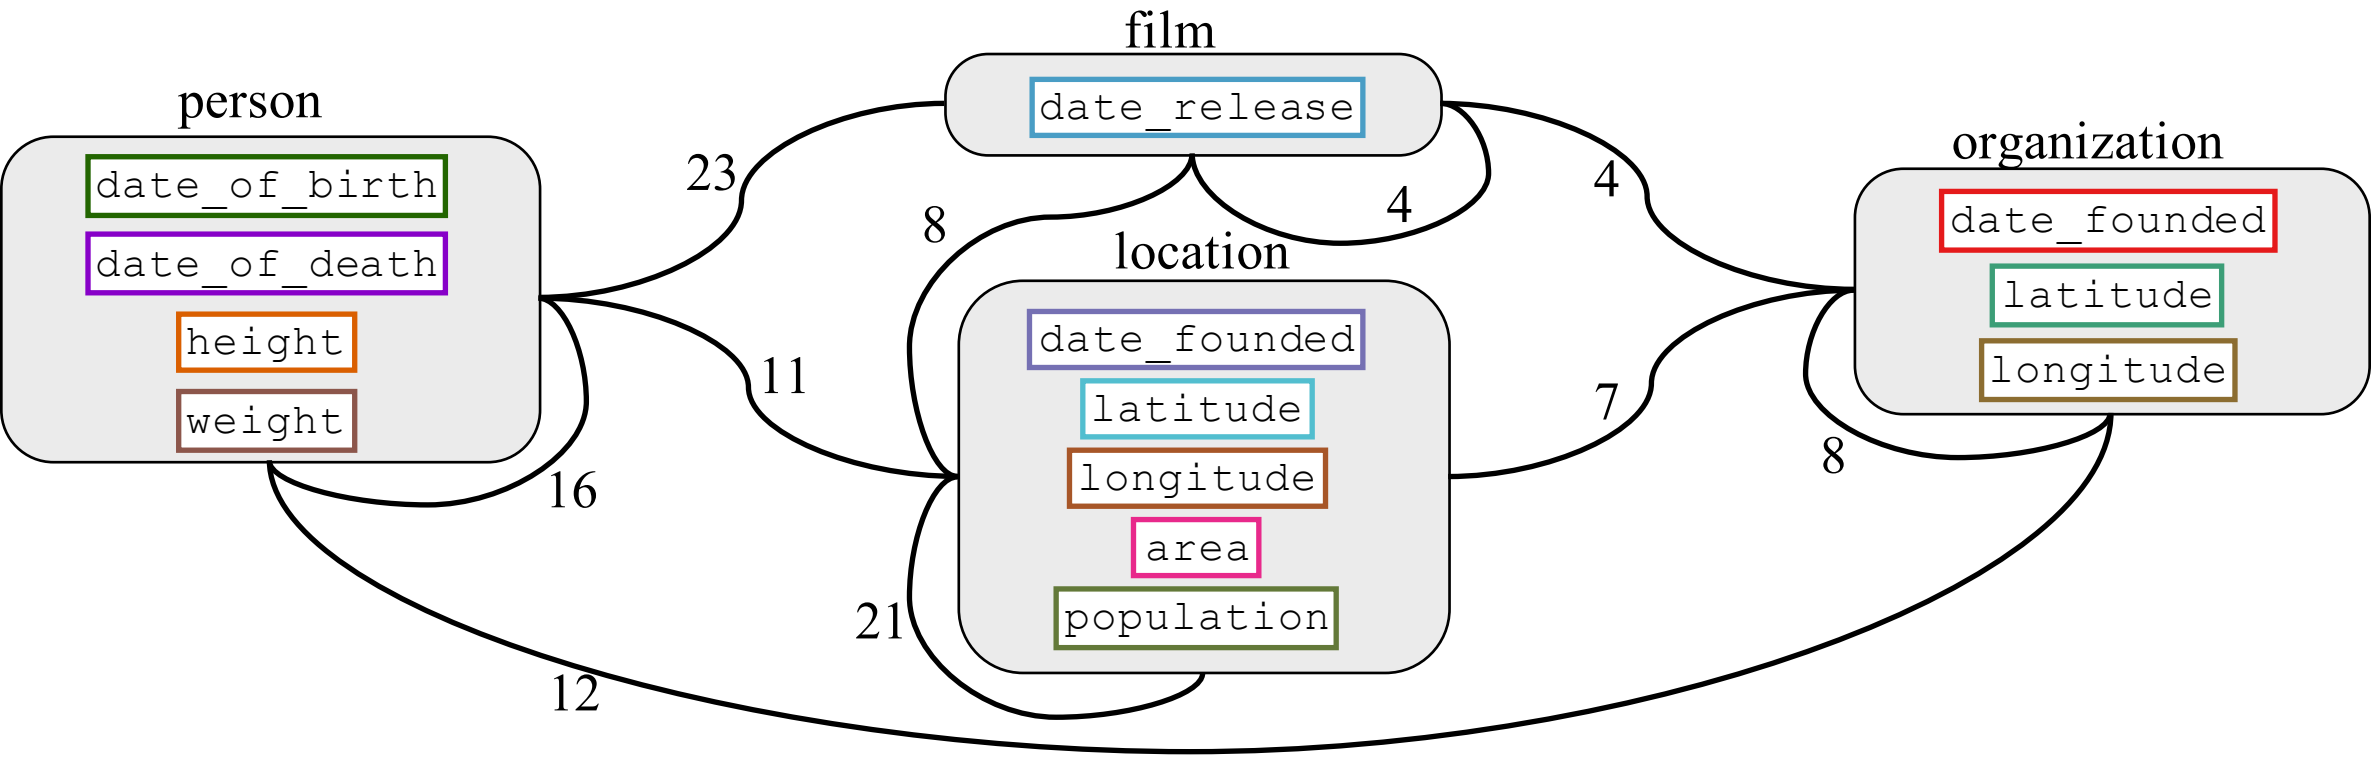 film
date_release
person
date_of_birth
date_of_death
height
weight
organization
date_founded
latitude
longitude
location
date_founded
latitude
longitude
area
population
23
8
4
4
11
7
16
8
21
12